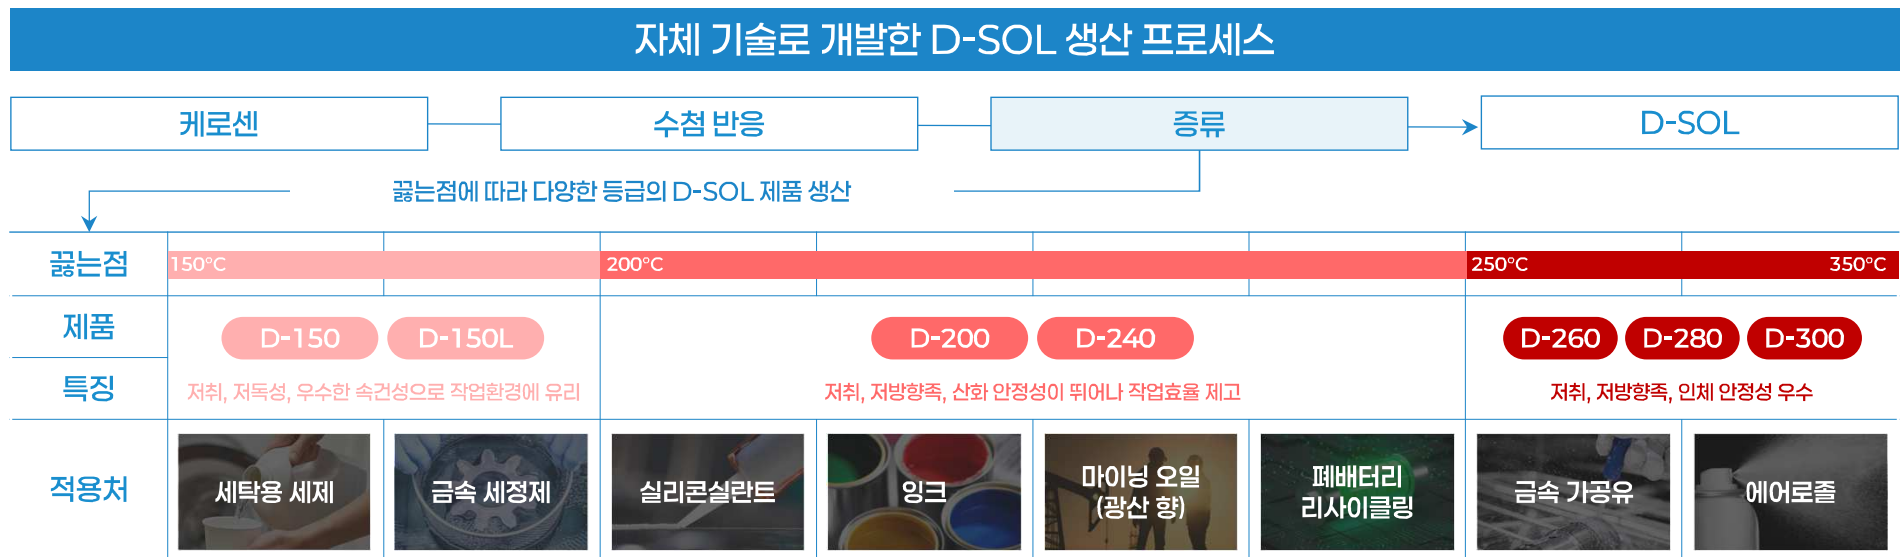 자체 기술로 개발한 D-SOL 생산 프로세스
케로센
수첨 반응
증류
D-SOL
끓는점에 따라 다양한 등급의 D-SOL 제품 생산
끓는점
150°C
200°C
250°C
350°C
제품
D-150
D-150L
D-200
D-240
D-260
D-280
D-300
특징
저취, 저독성, 우수한 속건성으로 작업환경에 유리
저취, 저방향족, 산화 안정성이 뛰어나 작업효율 제고
저취, 저방향족, 인체 안정성 우수
적용처
세탁용 세제
금속 세정제
실리콘실란트
잉크
마이닝 오일
(광산 향)
폐배터리
리사이클링
금속 가공유
에어로졸